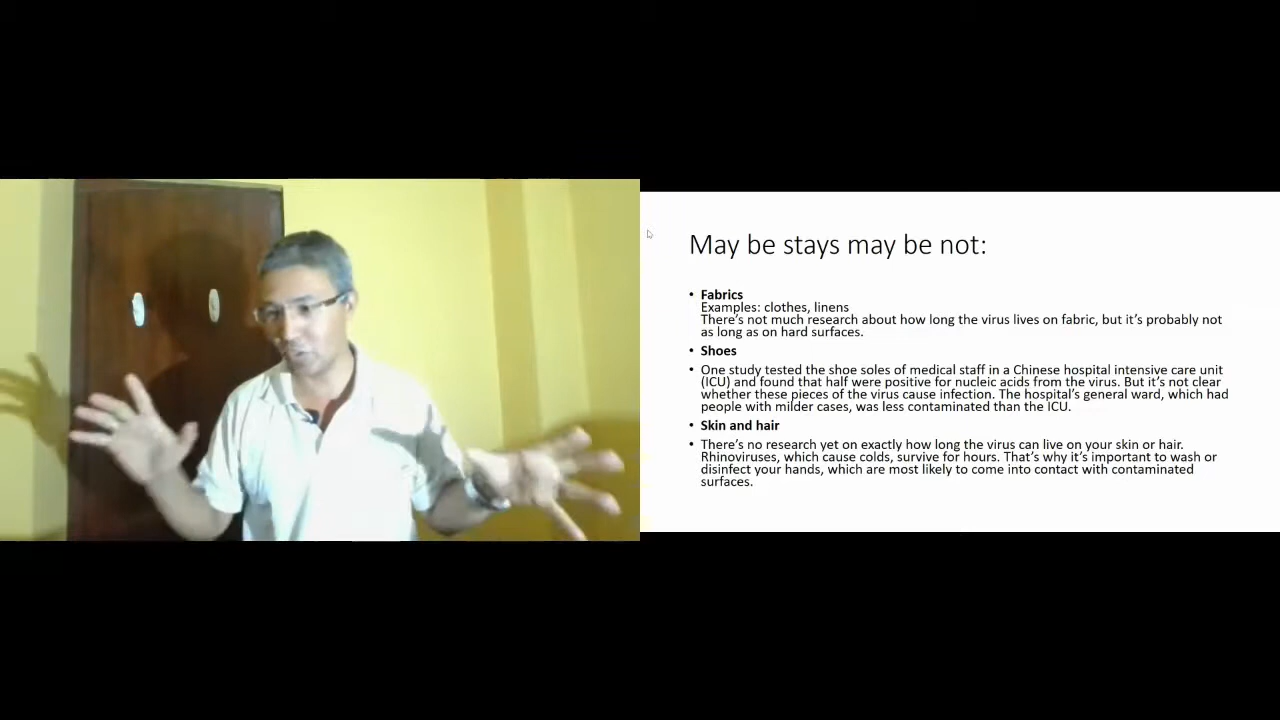 May be stays may be not:
• Fabrics
Examples: clothes, linens
There's not much research about how long the virus lives on fabric, but it's probably not
as long as on hard surfaces.
• Shoes
• One study tested the shoe soles of medical staff in a Chinese hospital intensive care unit
(ICU) and found that half were positive for nucleic acids from the virus. But it's not clear
whether these pieces of the virus cause infection. The hospital's general ward, which had
people with milder cases, was less contaminated than the ICU.
• Skin and hair
• There's no research yet on exactly how long the virus can live on your skin or hair.
Rhinoviruses, which cause colds, survive for hours. That's why it's important to wash or
disinfect your hands, which are most likely to come into contact with contaminated
surfaces.